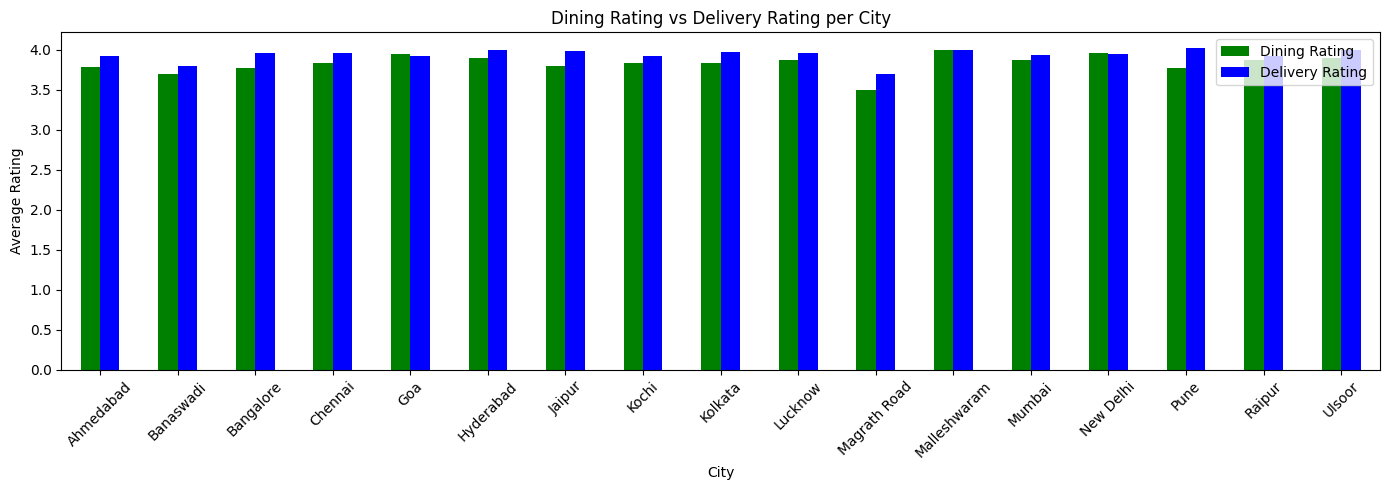 Dining Rating vs Delivery Rating per City
Dining Rating
Delivery Rating
Average Rating
4.0
3.5
3.0
2.5
2.0
1.5
1.0
0.5
0.0
Ahmedabad
Banaswadi
Bangalore
Chennai
Goa
Hyderabad
Jaipur
Kochi
Kolkata
Lucknow
Magrath Road
Malleshwaram
Mumbai
New Delhi
Pune
Raipur
Ulsoor
City